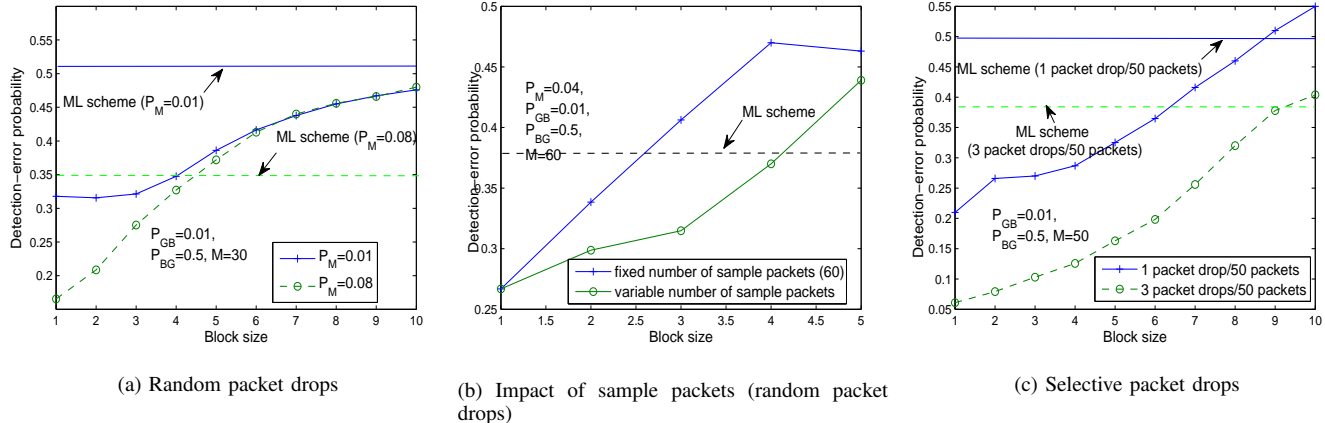 Detection−error probability
0.55
0.5
0.45
0.4
0.35
0.3
0.25
0.2
ML scheme (P_M=0.01)
ML scheme (P_M=0.08)
P_GB=0.01,
P_BG=0.5, M=30
P_M=0.01
P_M=0.08
1 2 3 4 5 6 7 8 9 10
Block size
(a) Random packet drops
Detection−error probability
0.5
0.45
0.4
0.35
0.3
0.25
P_M=0.04,
P_GB=0.01,
P_BG=0.5,
M=60
ML scheme
fixed number of sample packets (60)
variable number of sample packets
1 1.5 2 2.5 3 3.5 4 4.5 5
Block size
(b) Impact of sample packets (random packet
drops)
Detection−error probability
0.55
0.5
0.45
0.4
0.35
0.3
0.25
0.2
0.15
0.1
0.05
ML scheme (1 packet drop/50 packets)
ML scheme
(3 packet drops/50 packets)
P_GB=0.01,
P_BG=0.5, M=50
1 packet drop/50 packets
3 packet drops/50 packets
1 2 3 4 5 6 7 8 9 10
Block size
(c) Selective packet drops